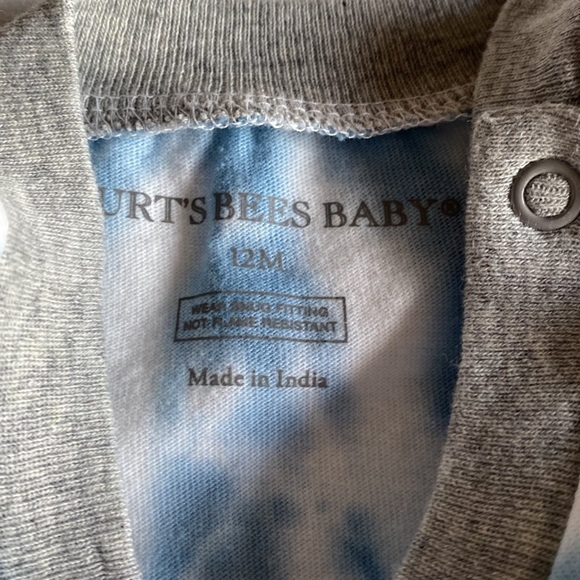 URT'S BEES BABY®
12M
WEAR SNUG FITTING
NOT FLAME RESISTANT
Made in India